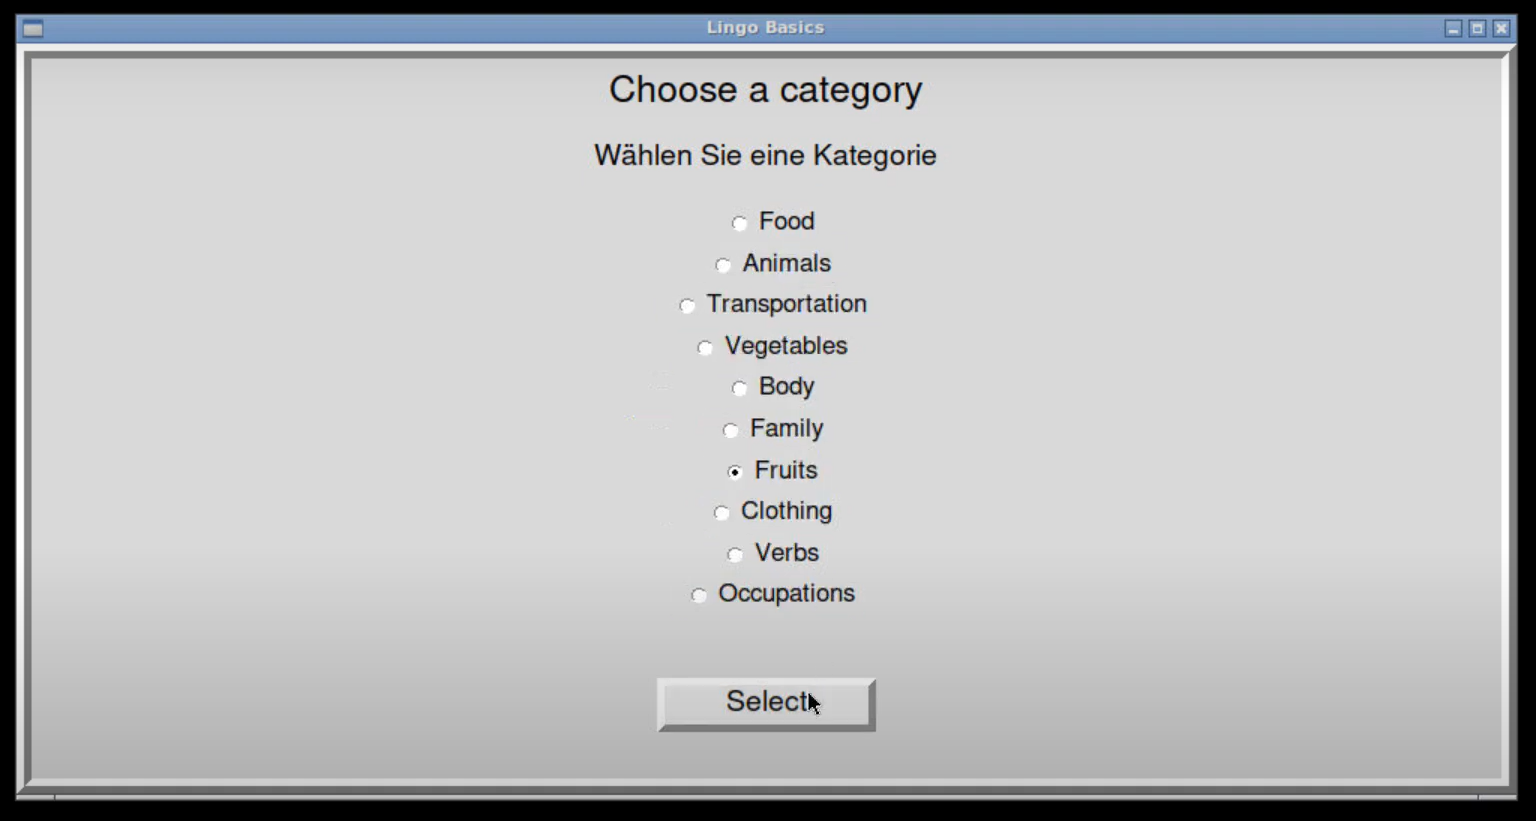 Lingo Basics
Choose a category
Wählen Sie eine Kategorie
Food
Animals
Transportation
Vegetables
Body
Family
Fruits
Clothing
Verbs
Occupations
Select